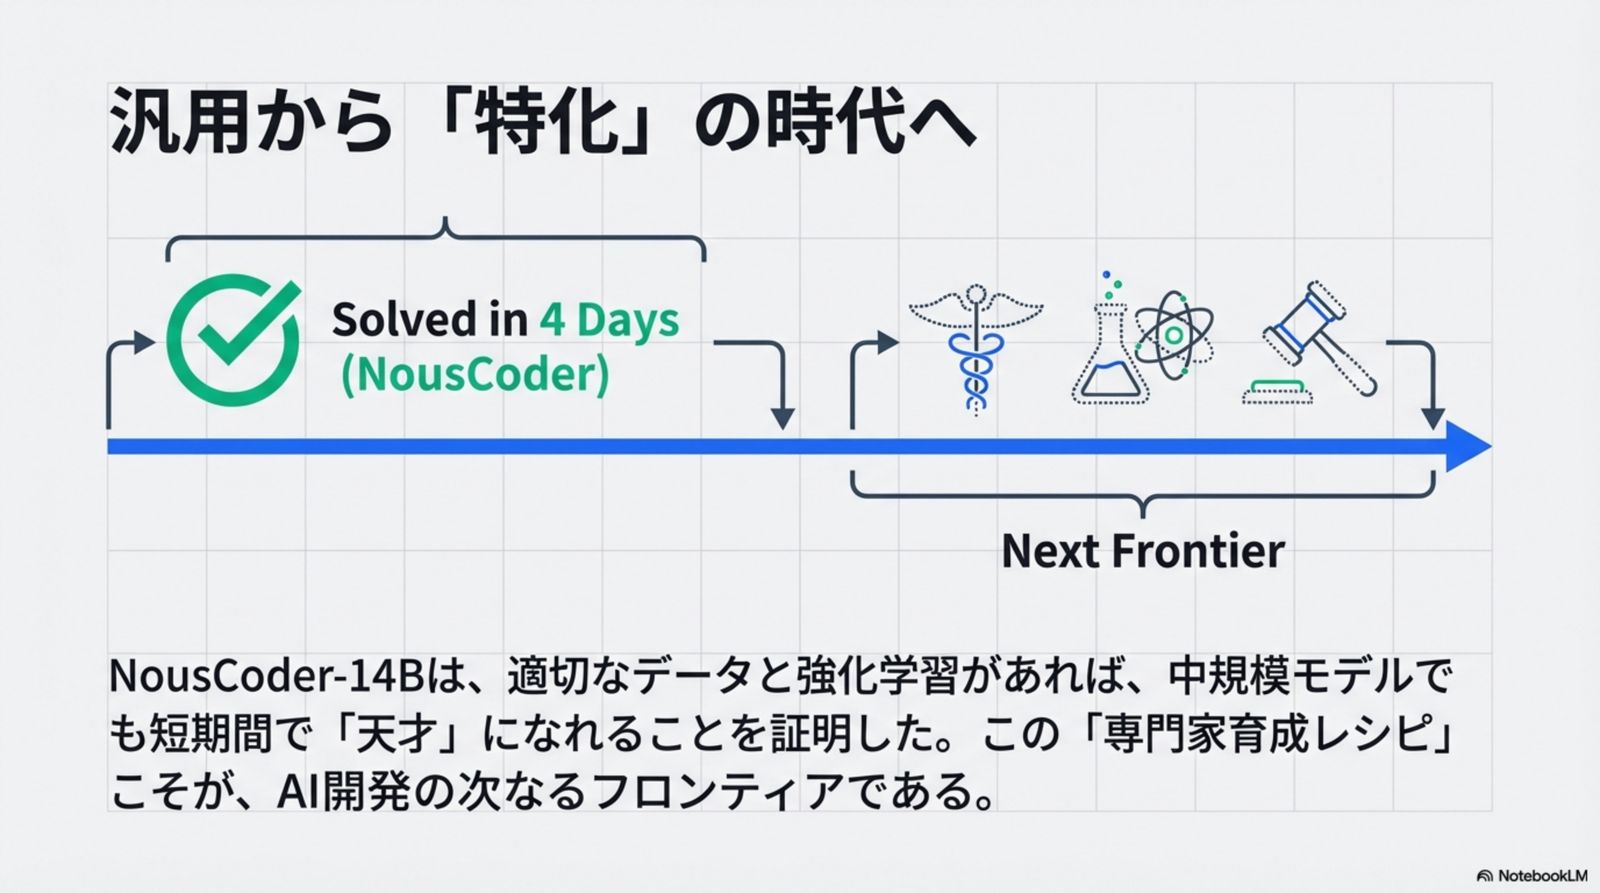 汎用から「特化」の時代へ
Solved in 4 Days
(NousCoder)
Next Frontier
NousCoder-14Bは、適切なデータと強化学習があれば、中規模モデルで
も短期間で「天才」になれることを証明した。この「専門家育成レシピ」
こそが、AI開発の次なるフロンティアである。
NotebookLM